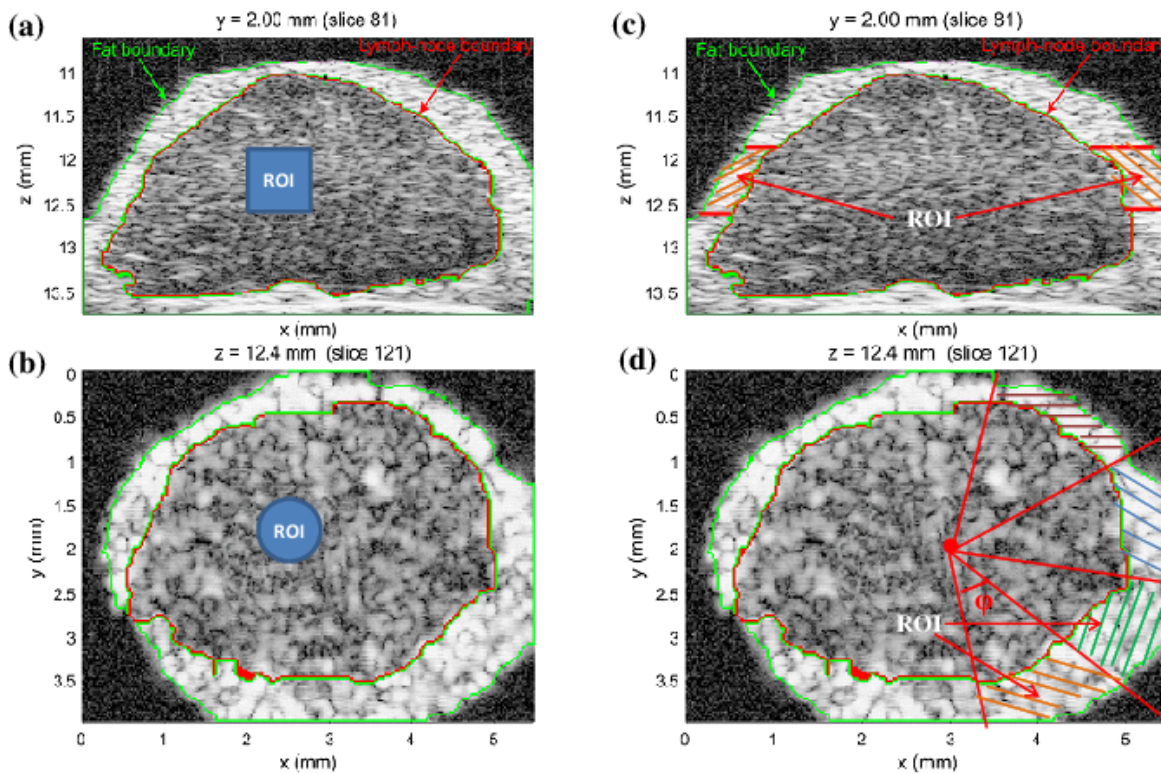 (a)
y = 2.00 mm (slice 81)
Fat boundary
Lymph-node boundary
11
11.5
12
12.5
13
13.5
z (mm)
ROI
x (mm)
(c)
y = 2.00 mm (slice 81)
Fat boundary
Lymph-node boundary
11
11.5
12
12.5
13
13.5
z (mm)
ROI
x (mm)
(b)
z = 12.4 mm (slice 121)
0
0.5
1
1.5
2
2.5
3
3.5
y (mm)
ROI
0 1 2 3 4 5
x (mm)
(d)
z = 12.4 mm (slice 121)
0
0.5
1
1.5
2
2.5
3
3.5
y (mm)
φ
ROI
0 1 2 3 4 5
x (mm)